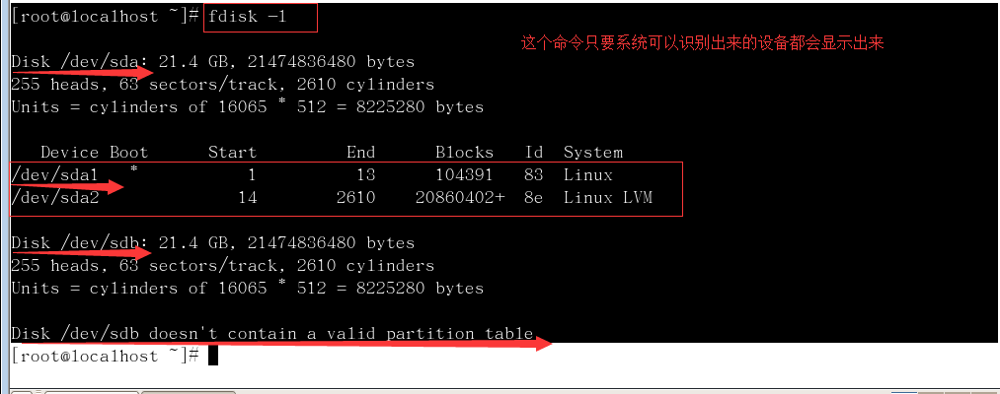 [root@localhost ~]# fdisk -l
这个命令只要系统可以识别出来的设备都会显示出来
Disk /dev/sda: 21.4 GB, 21474836480 bytes
255 heads, 63 sectors/track, 2610 cylinders
Units = cylinders of 16065 * 512 = 8225280 bytes
Device Boot Start End Blocks Id System
/dev/sda1 * 1 13 104391 83 Linux
/dev/sda2 14 2610 20860402+ 8e Linux LVM
Disk /dev/sdb: 21.4 GB, 21474836480 bytes
255 heads, 63 sectors/track, 2610 cylinders
Units = cylinders of 16065 * 512 = 8225280 bytes
Disk /dev/sdb doesn't contain a valid partition table
[root@localhost ~]#